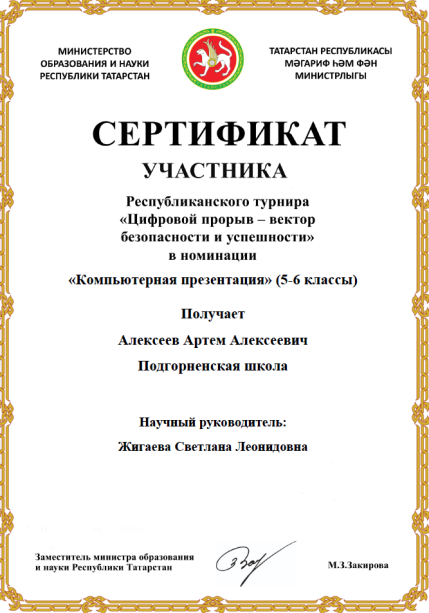 МИНИСТЕРСТВО
ОБРАЗОВАНИЯ И НАУКИ
РЕСПУБЛИКИ ТАТАРСТАН
ТАТАРСТАН РЕСПУБЛИКАСЫ
МӘГАРИФ ҺӘМ ФӘН
МИНИСТРЛЫГЫ
СЕРТИФИКАТ
УЧАСТНИКА
Республиканского турнира
«Цифровой прорыв – вектор
безопасности и успешности»
в номинации
«Компьютерная презентация» (5-6 классы)
Получает
Алексеев Артем Алексеевич
Подгорненская школа
Научный руководитель:
Жигаева Светлана Леонидовна
Заместитель министра образования
и науки Республики Татарстан
М.З.Закирова